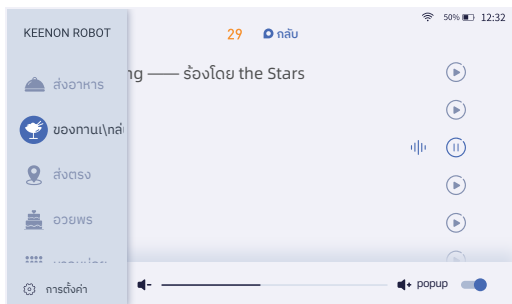 50% 12:32
KEENON ROBOT
29 กลับ
ng —— ร้องโดย the Stars
ส่งอาหาร
ส่งตรง
อวยพร
การตั้งค่า
popup